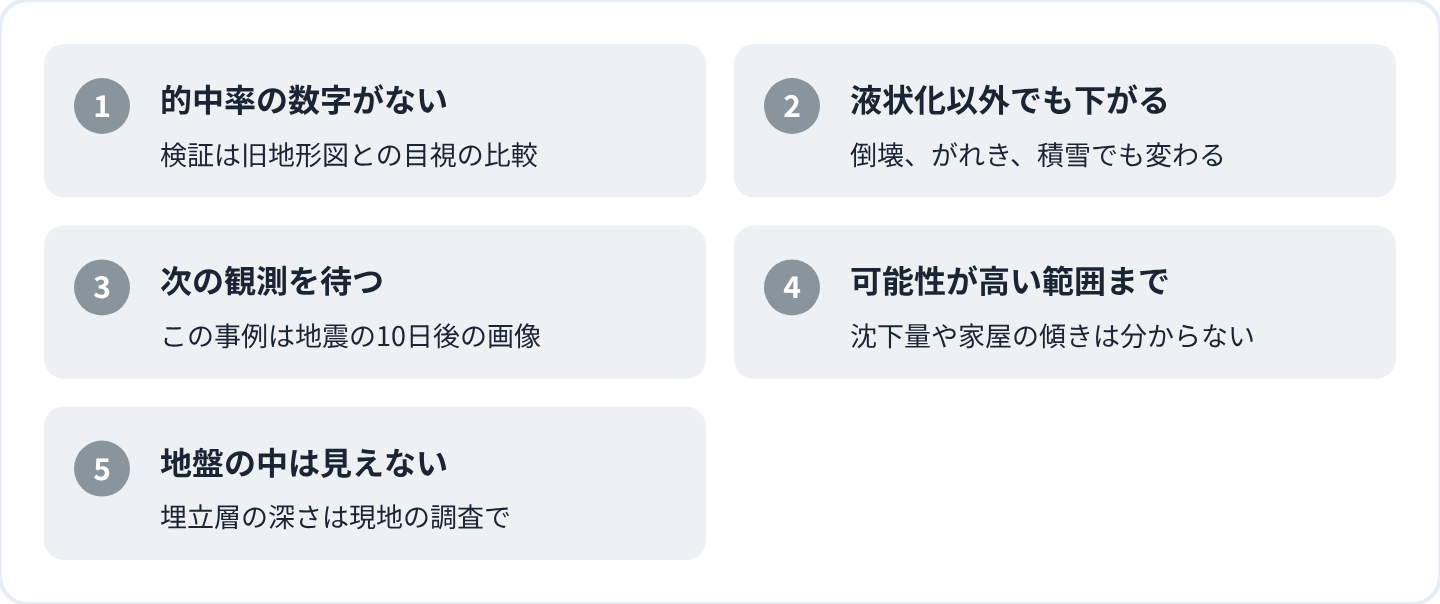 1
的中率の数字がない
検証は旧地形図との目視の比較
2
液状化以外でも下がる
倒壊、がれき、積雪でも変わる
3
次の観測を待つ
この事例は地震の10日後の画像
4
可能性が高い範囲まで
沈下量や家屋の傾きは分からない
5
地盤の中は見えない
埋立層の深さは現地の調査で